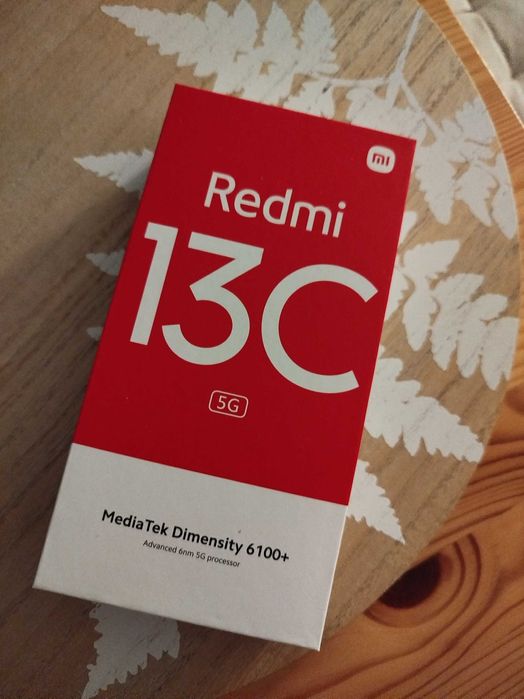 mi
Redmi
13C
5G
MediaTek Dimensity 6100+
Advanced 6nm 5G processor